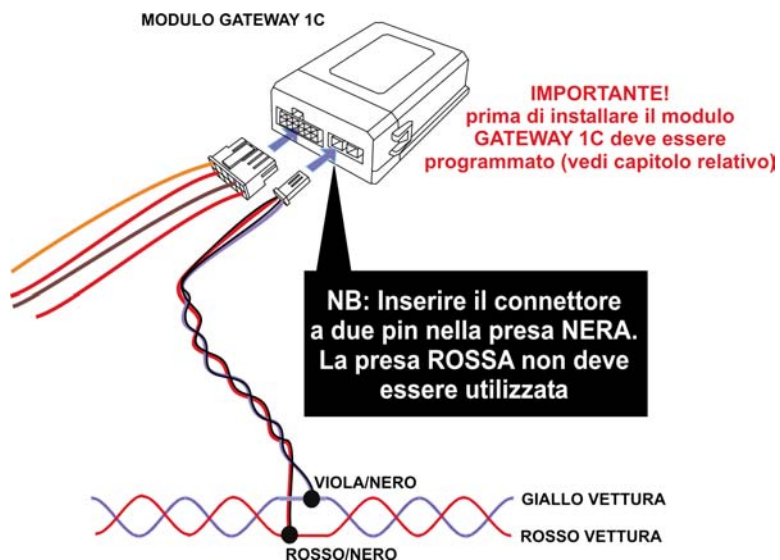 MODULO GATEWAY 1C
IMPORTANTE!
prima di installare il modulo
GATEWAY 1C deve essere
programmato (vedi capitolo relativo)
NB: Inserire il connettore
a due pin nella presa NERA.
La presa ROSSA non deve
essere utilizzata
VIOLA/NERO
GIALLO VETTURA
ROSSO VETTURA
ROSSO/NERO